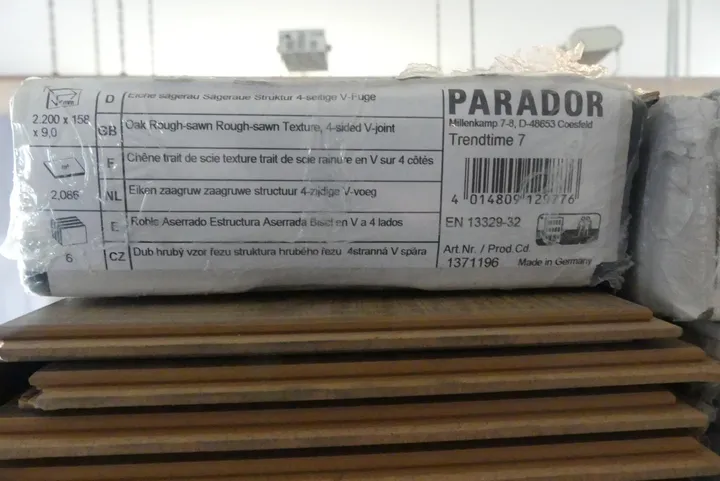 2.200 x 158
x 9,0
D Eiche sägerau Sägeraue Struktur 4-seitige V-Fuge
GB Oak Rough-sawn Rough-sawn Texture, 4-sided V-joint
F Chêne trait de scie texture trait de scie rainure en V sur 4 côtés
2,086
NL Eiken zaagruw zaagruwe structuur 4-zijdige V-voeg
E Roble Aserrado Estructura Aserrada Bisel en V a 4 lados
6
CZ Dub hrubý vzor řezu struktura hrubého řezu 4stranná V spára
PARADOR
Millenkamp 7-8, D-48653 Coesfeld
Trendtime 7
4 014809 129776
EN 13329-32
Art.Nr. / Prod.Cd.
1371196 Made in Germany